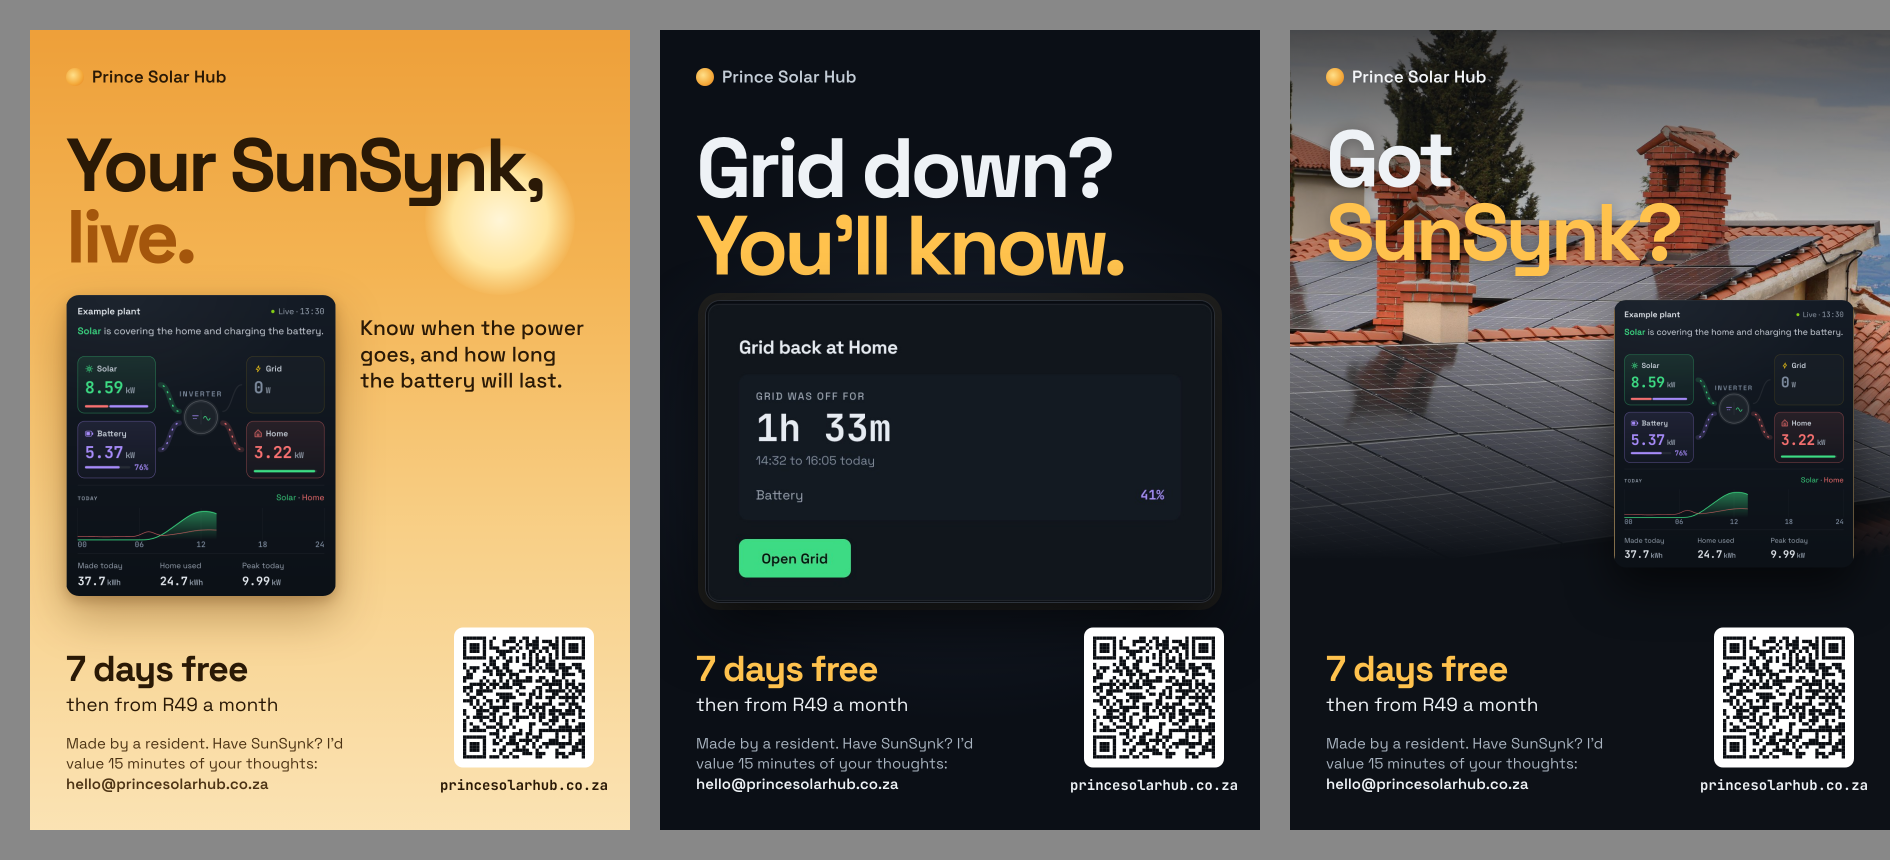 Prince Solar Hub
Your SunSynk,
live.
Example plant
Live · 13:30
Solar is covering the home and charging the battery.
Solar
8.59 kW
Grid
0 W
INVERTER
Battery
5.37 kW
76%
Home
3.22 kW
TODAY
Solar · Home
00 06 12 18 24
Made today
37.7 kWh
Home used
24.7 kWh
Peak today
9.99 kW
Know when the power
goes, and how long
the battery will last.
7 days free
then from R49 a month
Made by a resident. Have SunSynk? I'd
value 15 minutes of your thoughts:
hello@princesolarhub.co.za
princesolarhub.co.za
Prince Solar Hub
Grid down?
You’ll know.
Grid back at Home
GRID WAS OFF FOR
1h 33m
14:32 to 16:05 today
Battery
41%
Open Grid
7 days free
then from R49 a month
Made by a resident. Have SunSynk? I'd
value 15 minutes of your thoughts:
hello@princesolarhub.co.za
princesolarhub.co.za
Prince Solar Hub
Got
SunSynk?
Example plant
Live · 13:30
Solar is covering the home and charging the battery.
Solar
8.59 kW
Grid
0 W
INVERTER
Battery
5.37 kW
76%
Home
3.22 kW
TODAY
Solar · Home
00 06 12 18 24
Made today
37.7 kWh
Home used
24.7 kWh
Peak today
9.99 kW
7 days free
then from R49 a month
Made by a resident. Have SunSynk? I'd
value 15 minutes of your thoughts:
hello@princesolarhub.co.za
princesolarhub.co.za